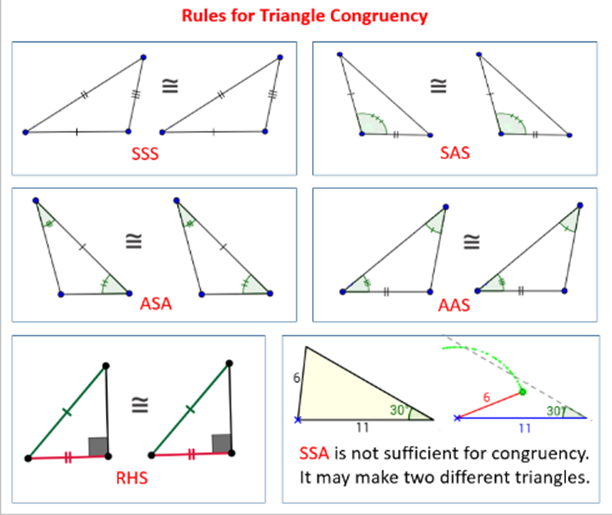 Rules for Triangle Congruency
≅
SSS
≅
SAS
≅
ASA
≅
AAS
≅
RHS
6
30°
11
6
30°
11
SSA is not sufficient for congruency.
It may make two different triangles.